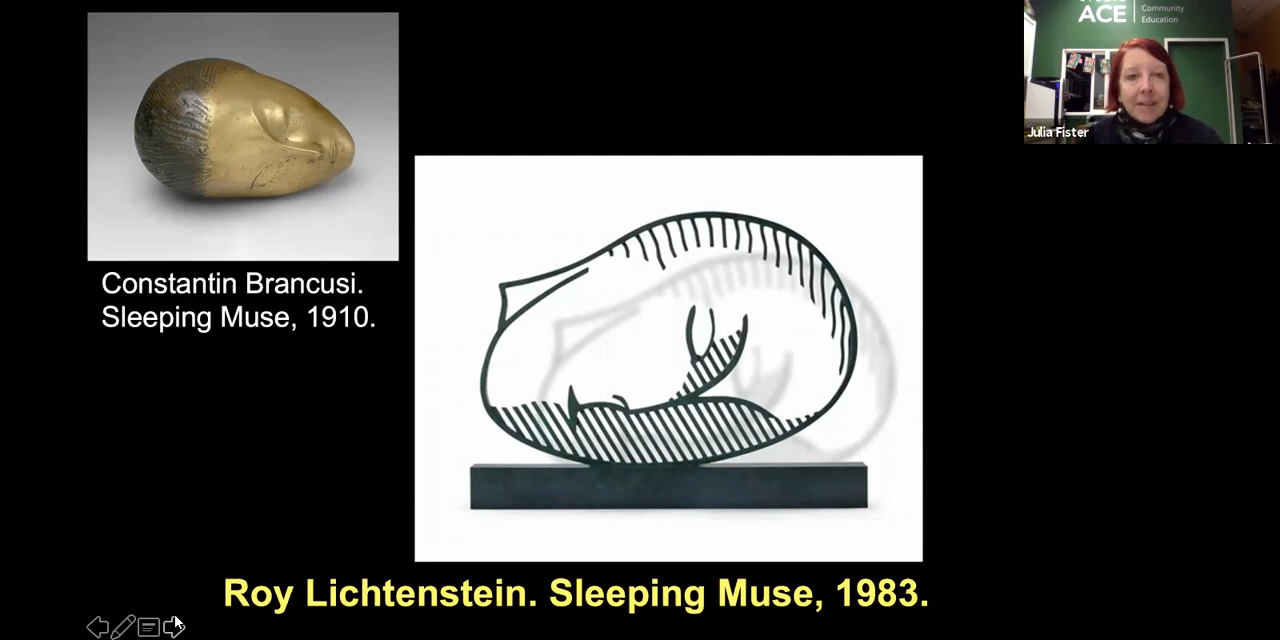 ACE
Community
Education
Julia Fister
Constantin Brancusi.
Sleeping Muse, 1910.
Roy Lichtenstein. Sleeping Muse, 1983.